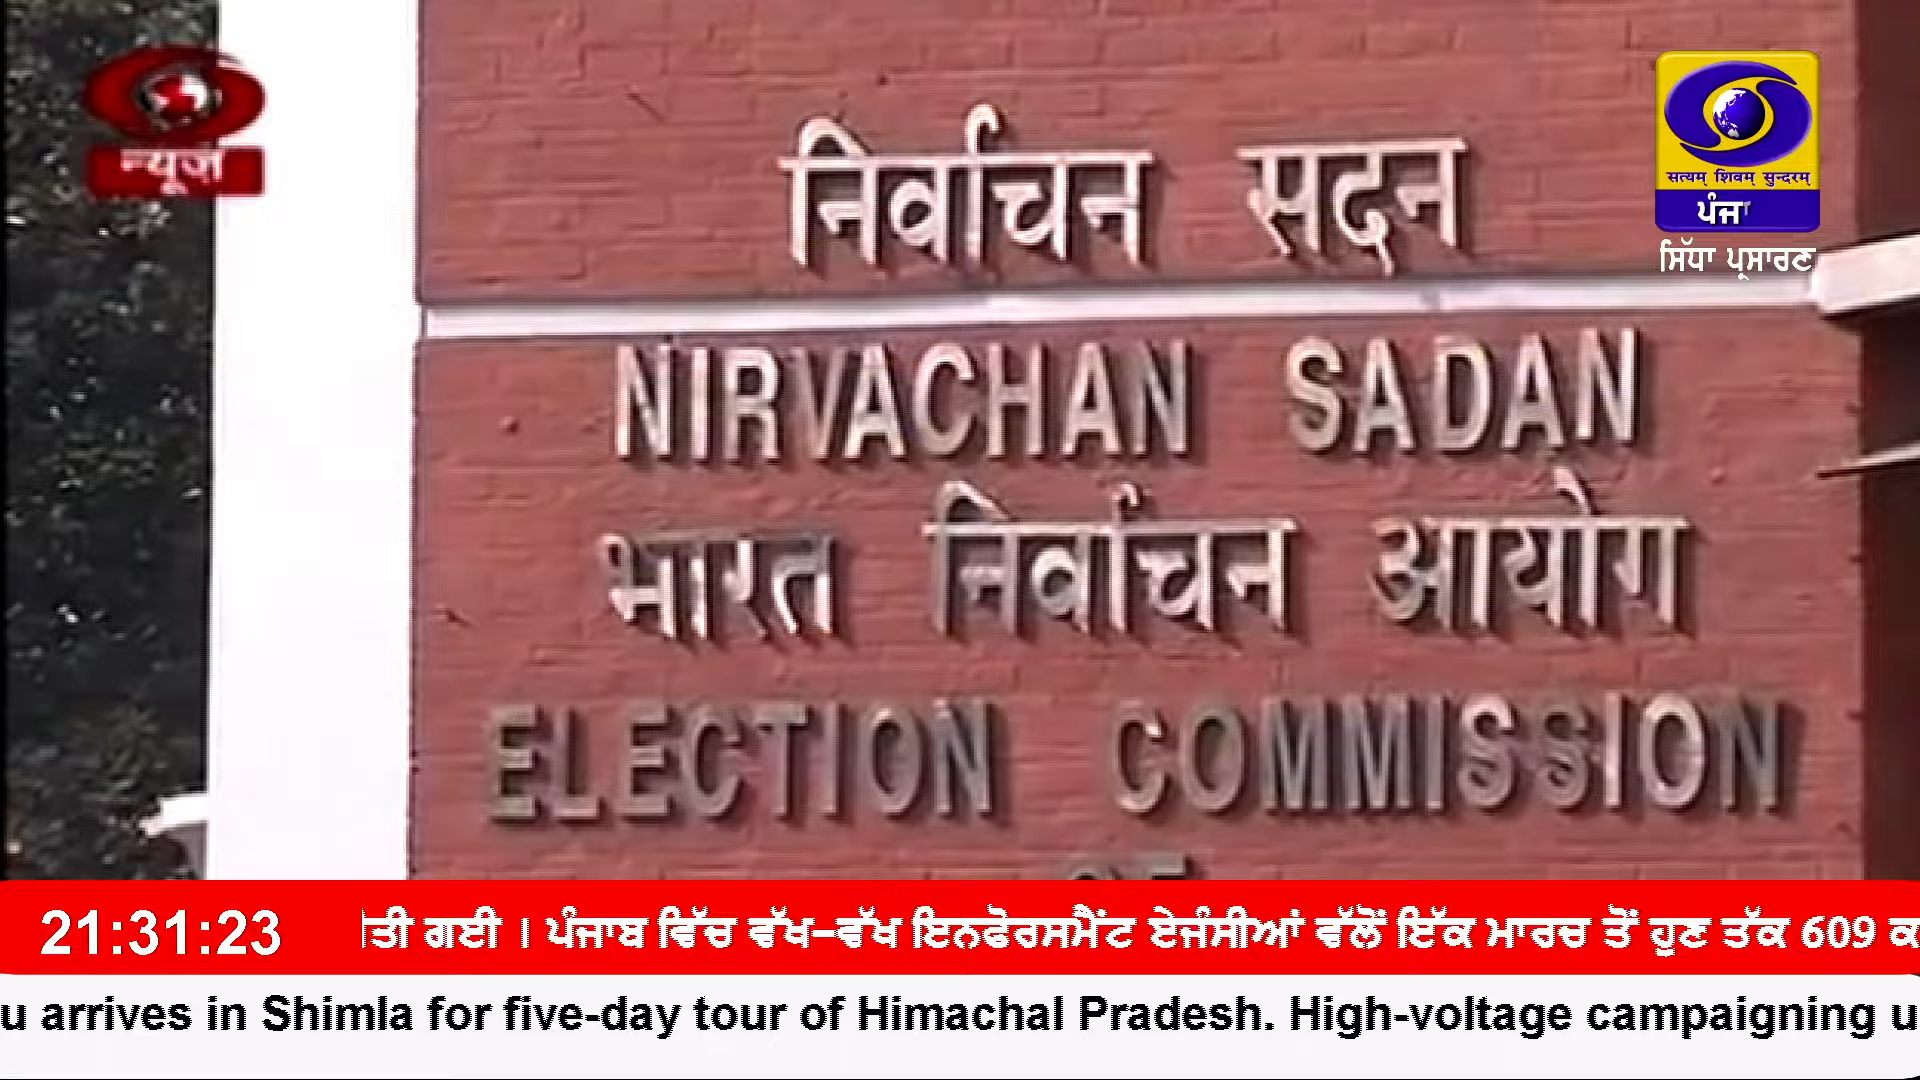 न्यूज़
सत्यम् शिवम् सुन्दरम्
ਪੰਜਾ
ਸਿੱਧਾ ਪ੍ਰਸਾਰਣ
निर्वाचन सदन
NIRVACHAN SADAN
भारत निर्वाचन आयोग
ELECTION COMMISSION
21:31:23
ਗਈ । ਪੰਜਾਬ ਵਿੱਚ ਵੱਖ-ਵੱਖ ਇਨਫੋਰਸਮੈਂਟ ਏਜੰਸੀਆਂ ਵੱਲੋਂ ਇੱਕ ਮਾਰਚ ਤੋਂ ਹੁਣ ਤੱਕ 609 ਕ
u arrives in Shimla for five-day tour of Himachal Pradesh. High-voltage campaigning u